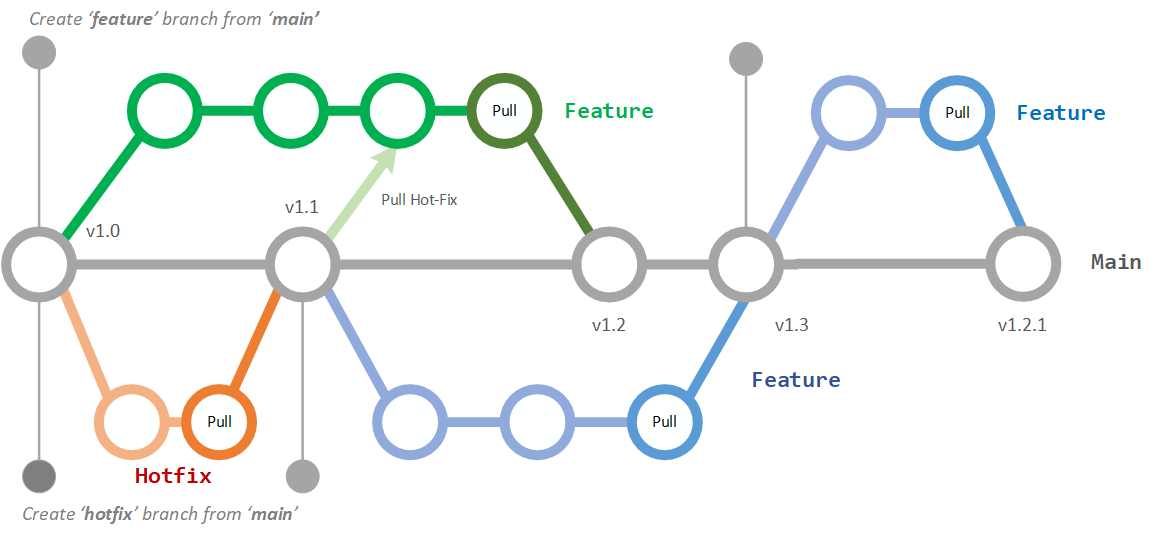 Create ‘feature’ branch from ‘main’
Pull
Feature
Pull
Feature
Pull Hot-Fix
v1.1
v1.0
Main
v1.2
v1.3
v1.2.1
Feature
Pull
Pull
Hotfix
Create ‘hotfix’ branch from ‘main’